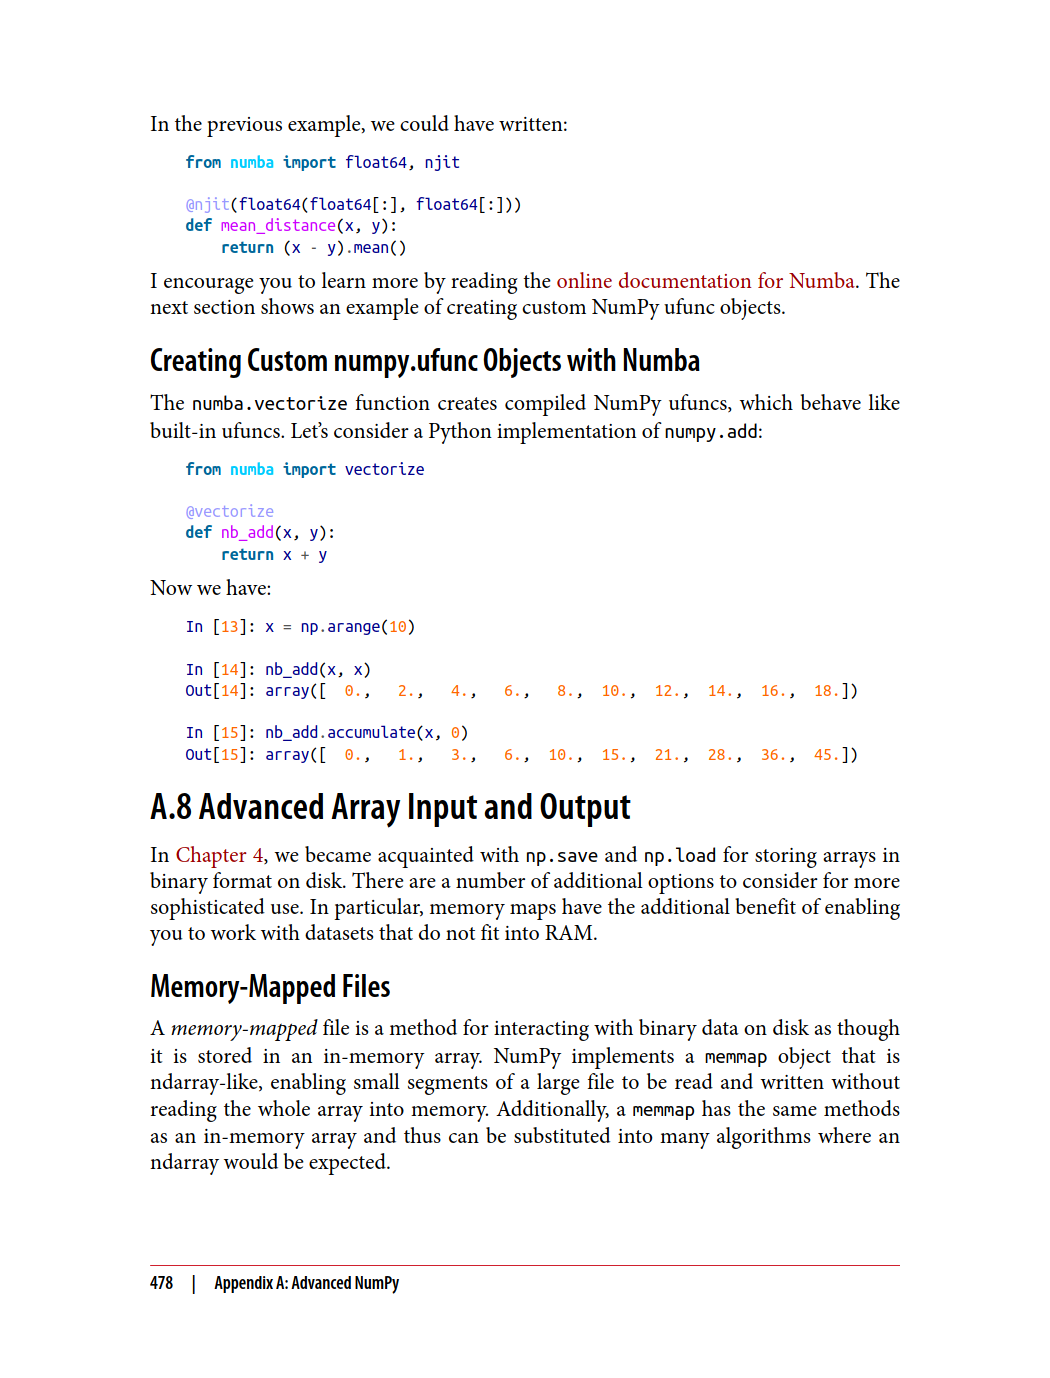 In the previous example, we could have written:
from numba import float64, njit
@njit(float64(float64[:], float64[:]))
def mean_distance(x, y):
    return (x - y).mean()
I encourage you to learn more by reading the online documentation for Numba. The
next section shows an example of creating custom NumPy ufunc objects.
Creating Custom numpy.ufunc Objects with Numba
The numba.vectorize function creates compiled NumPy ufuncs, which behave like
built-in ufuncs. Let’s consider a Python implementation of numpy.add:
from numba import vectorize
@vectorize
def nb_add(x, y):
    return x + y
Now we have:
In [13]: x = np.arange(10)
In [14]: nb_add(x, x)
Out[14]: array([  0.,   2.,   4.,   6.,   8.,  10.,  12.,  14.,  16.,  18.])
In [15]: nb_add.accumulate(x, 0)
Out[15]: array([  0.,   1.,   3.,   6.,  10.,  15.,  21.,  28.,  36.,  45.])
A.8 Advanced Array Input and Output
In Chapter 4, we became acquainted with np.save and np.load for storing arrays in
binary format on disk. There are a number of additional options to consider for more
sophisticated use. In particular, memory maps have the additional benefit of enabling
you to work with datasets that do not fit into RAM.
Memory-Mapped Files
A memory-mapped file is a method for interacting with binary data on disk as though
it is stored in an in-memory array. NumPy implements a memmap object that is
ndarray-like, enabling small segments of a large file to be read and written without
reading the whole array into memory. Additionally, a memmap has the same methods
as an in-memory array and thus can be substituted into many algorithms where an
ndarray would be expected.
478 | Appendix A: Advanced NumPy